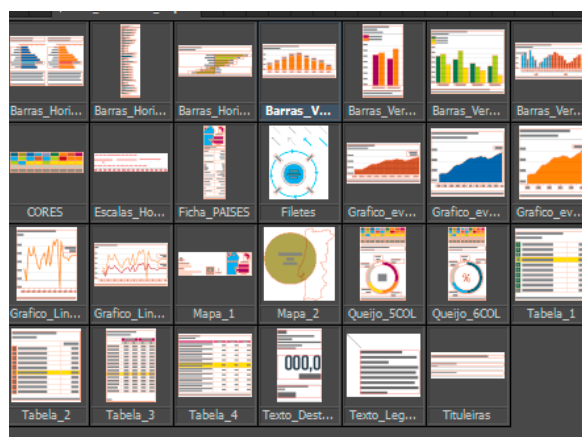 Barras_Hori...
Barras_Hori...
Barras_Hori...
Barras_V...
Barras_Ver...
Barras_Ver...
Barras_Ver...
CORES
Escalas_Ho...
Ficha_PAISES
Filetes
Grafico_ev...
Grafico_ev...
Grafico_ev...
Grafico_Lin...
Grafico_Lin...
Mapa_1
Mapa_2
Queijo_5COL
Queijo_6COL
Tabela_1
Tabela_2
Tabela_3
Tabela_4
000,0
Texto_Dest...
Texto_Leg...
Tituleiras